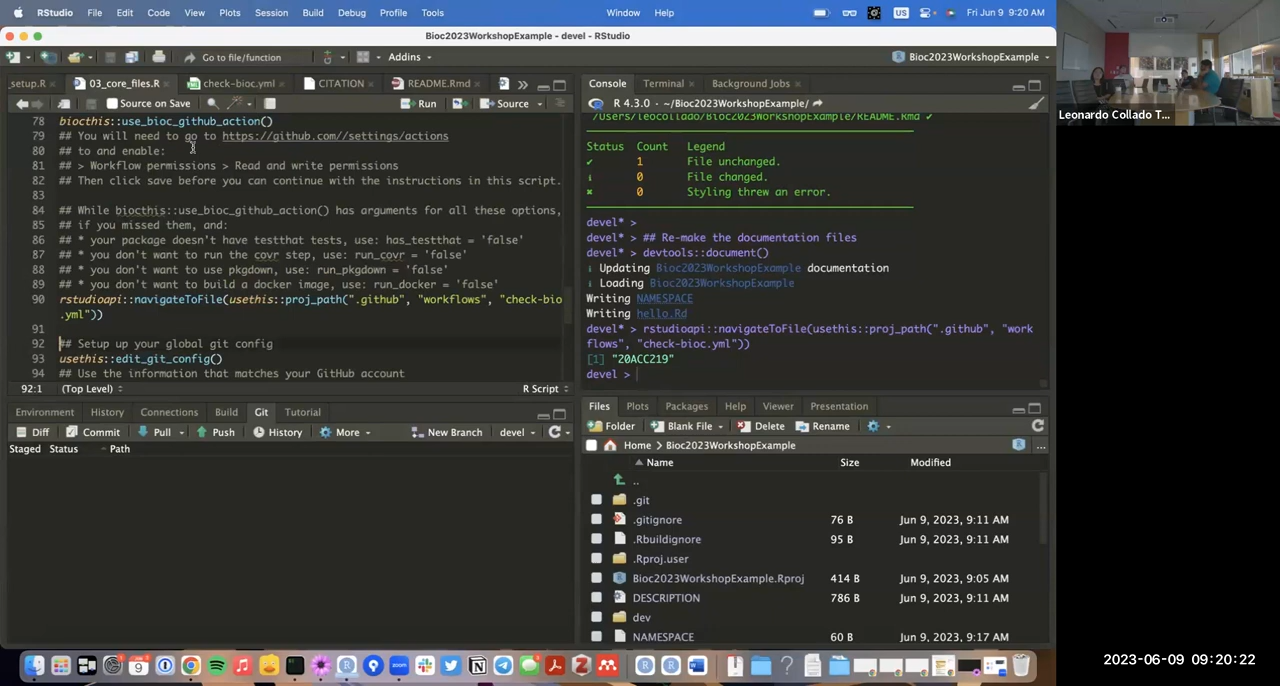 RStudio File Edit Code View Plots Session Build Debug Profile Tools Window Help US Fri Jun 9 9:20 AM
Bioc2023WorkshopExample - devel - RStudio
Go to file/function Addins Bioc2023WorkshopExample
setup.R 03_core_files.R check-bioc.yml CITATION README.Rmd
Source on Save Run Source
78 biocthis::use_bioc_github_action()
79 ## You will need to go to https://github.com//settings/actions
80 ## to and enable:
81 ## > Workflow permissions > Read and write permissions
82 ## Then click save before you can continue with the instructions in this script.
83
84 ## While biocthis::use_bioc_github_action() has arguments for all these options,
85 ## if you missed them, and:
86 ## * your package doesn't have testthat tests, use: has_testthat = 'false'
87 ## * you don't want to run the covr step, use: run_covr = 'false'
88 ## * you don't want to use pkgdown, use: run_pkgdown = 'false'
89 ## * you don't want to build a docker image, use: run_docker = 'false'
90 rstudioapi::navigateToFile(usethis::proj_path(".github", "workflows", "check-bio
.yml"))
91
92 ## Setup up your global git config
93 usethis::edit_git_config()
94 ## Use the information that matches your GitHub account
92:1 (Top Level) R Script
Environment History Connections Build Git Tutorial
Diff Commit Pull Push History More New Branch devel
Staged Status Path
Console Terminal Background Jobs
R 4.3.0 · ~/Bioc2023WorkshopExample/
/Users/leocollado/Bioc2023WorkshopExample/README.Rmd ✔
Status Count Legend
✔ 1 File unchanged.
ℹ 0 File changed.
✖ 0 Styling threw an error.
devel* >
devel* > ## Re-make the documentation files
devel* > devtools::document()
ℹ Updating Bioc2023WorkshopExample documentation
ℹ Loading Bioc2023WorkshopExample
Writing NAMESPACE
Writing hello.Rd
devel* > rstudioapi::navigateToFile(usethis::proj_path(".github", "work
flows", "check-bioc.yml"))
[1] "20ACC219"
devel >
Files Plots Packages Help Viewer Presentation
Folder Blank File Delete Rename
Home > Bioc2023WorkshopExample
Name Size Modified
..
.git
.gitignore 76 B Jun 9, 2023, 9:11 AM
.Rbuildignore 95 B Jun 9, 2023, 9:11 AM
.Rproj.user
Bioc2023WorkshopExample.Rproj 414 B Jun 9, 2023, 9:05 AM
DESCRIPTION 786 B Jun 9, 2023, 9:11 AM
dev
NAMESPACE 60 B Jun 9, 2023, 9:17 AM
Leonardo Collado T...
2023-06-09 09:20:22